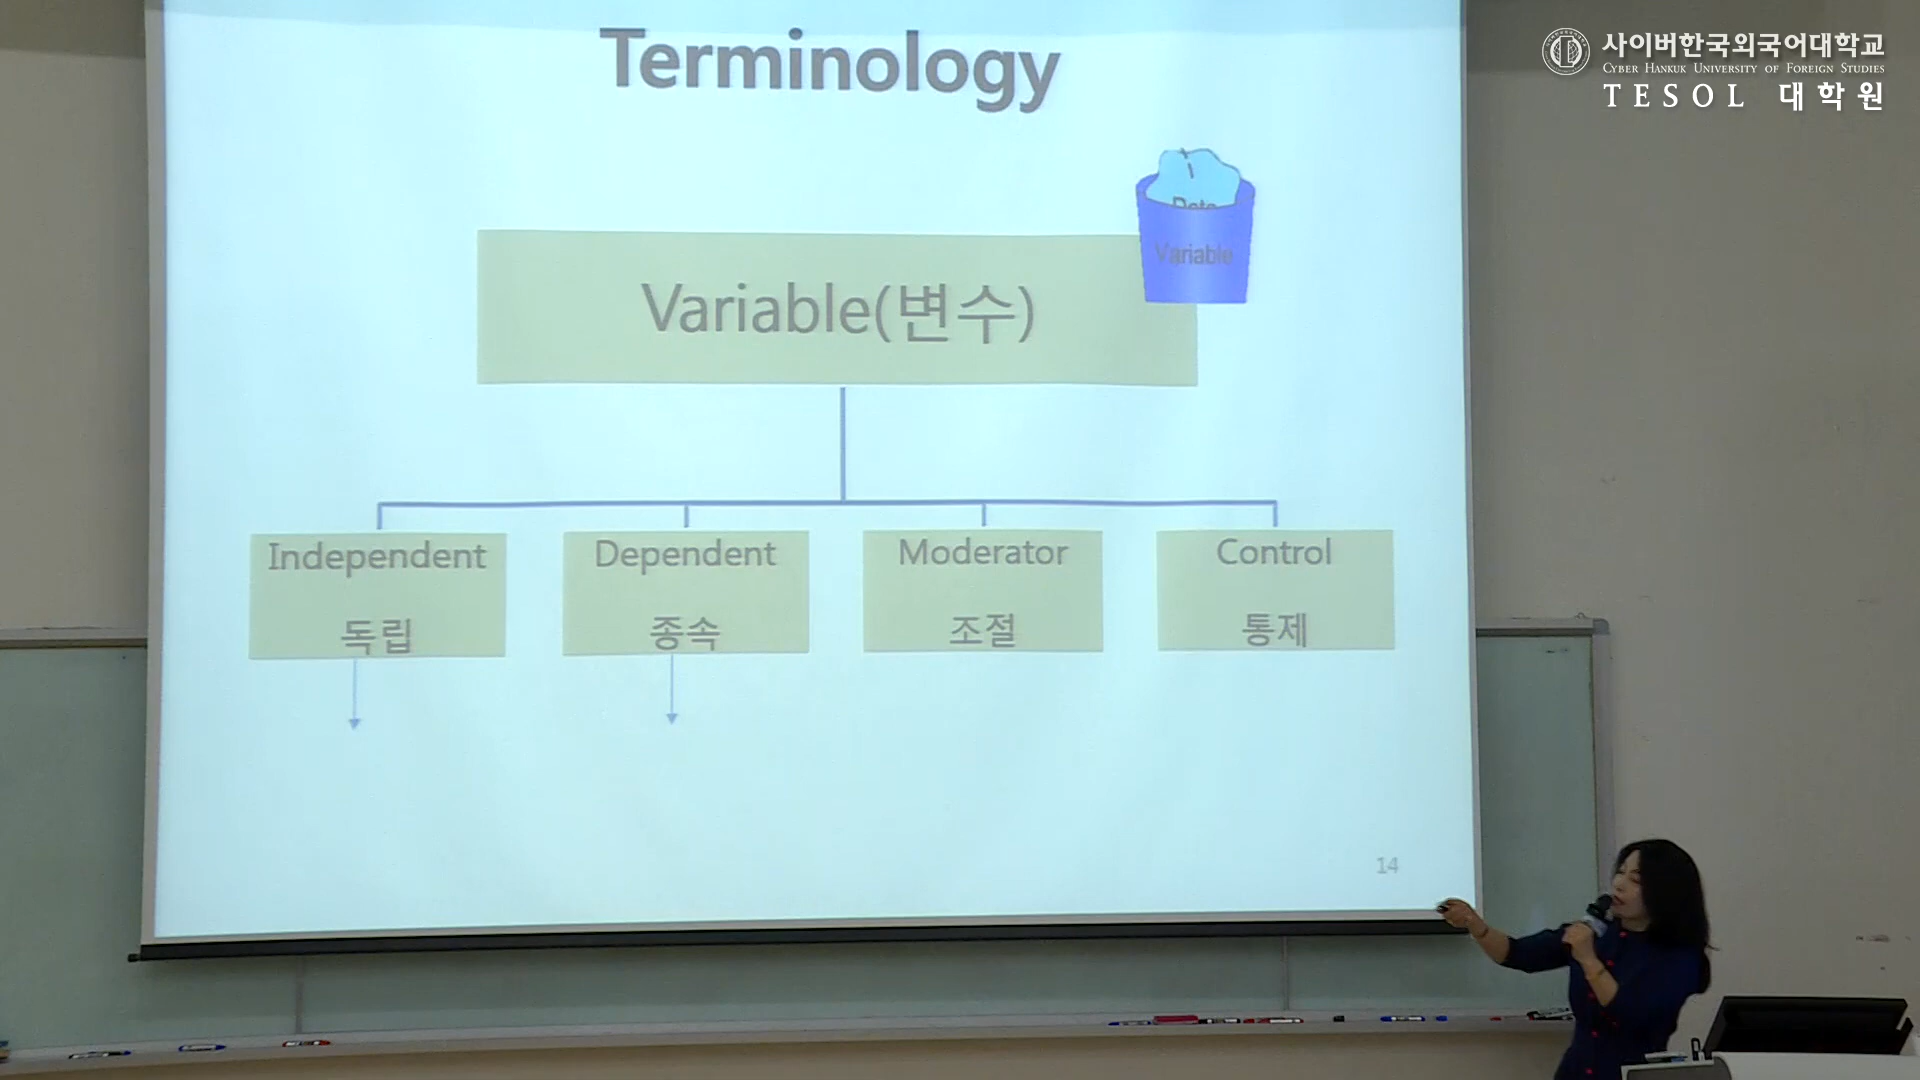 사이버한국외국어대학교
CYBER HANKUK UNIVERSITY OF FOREIGN STUDIES
TESOL 대학원
Terminology
Data
Variable
Variable(변수)
Independent
독립
Dependent
종속
Moderator
조절
Control
통제
14